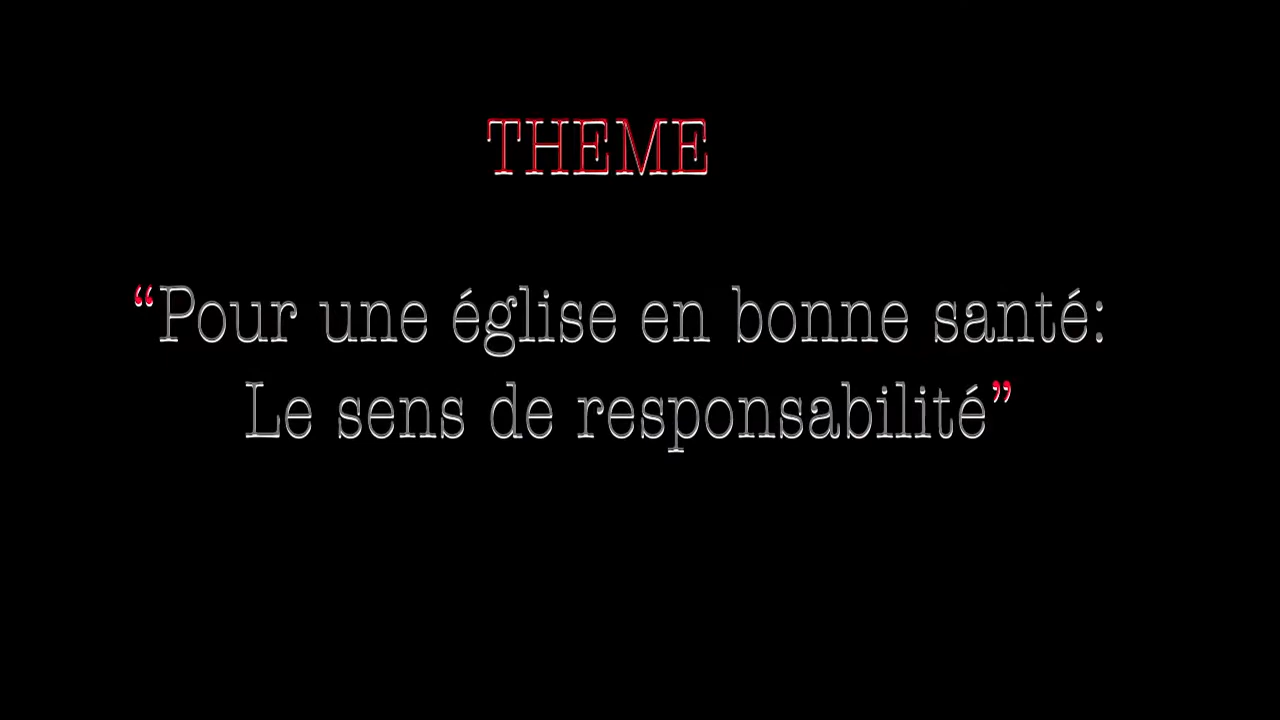 THEME
“Pour une église en bonne santé:
Le sens de responsabilité”